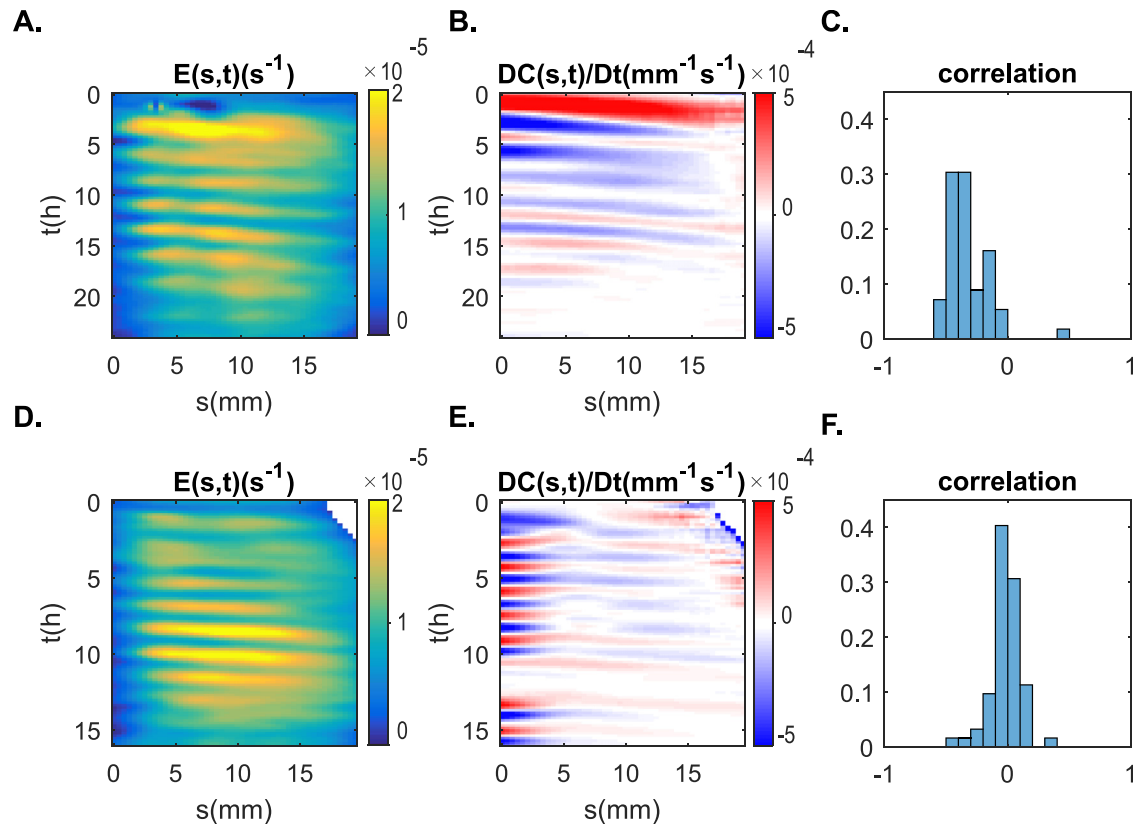 A.
B.
C.
E(s,t)(s⁻¹)
DC(s,t)/Dt(mm⁻¹s⁻¹)
correlation
×10 -5
×10 -4
0
5
10
15
20
t(h)
0 5 10 15
s(mm)
2
1
0
0
5
10
15
20
t(h)
0 5 10 15
s(mm)
5
0
-5
0.4
0.3
0.2
0.1
0
-1 0 1
D.
E.
F.
E(s,t)(s⁻¹)
DC(s,t)/Dt(mm⁻¹s⁻¹)
correlation
×10 -5
×10 -4
0
5
10
15
t(h)
0 5 10 15
s(mm)
2
1
0
0
5
10
15
t(h)
0 5 10 15
s(mm)
5
0
-5
0.4
0.3
0.2
0.1
0
-1 0 1